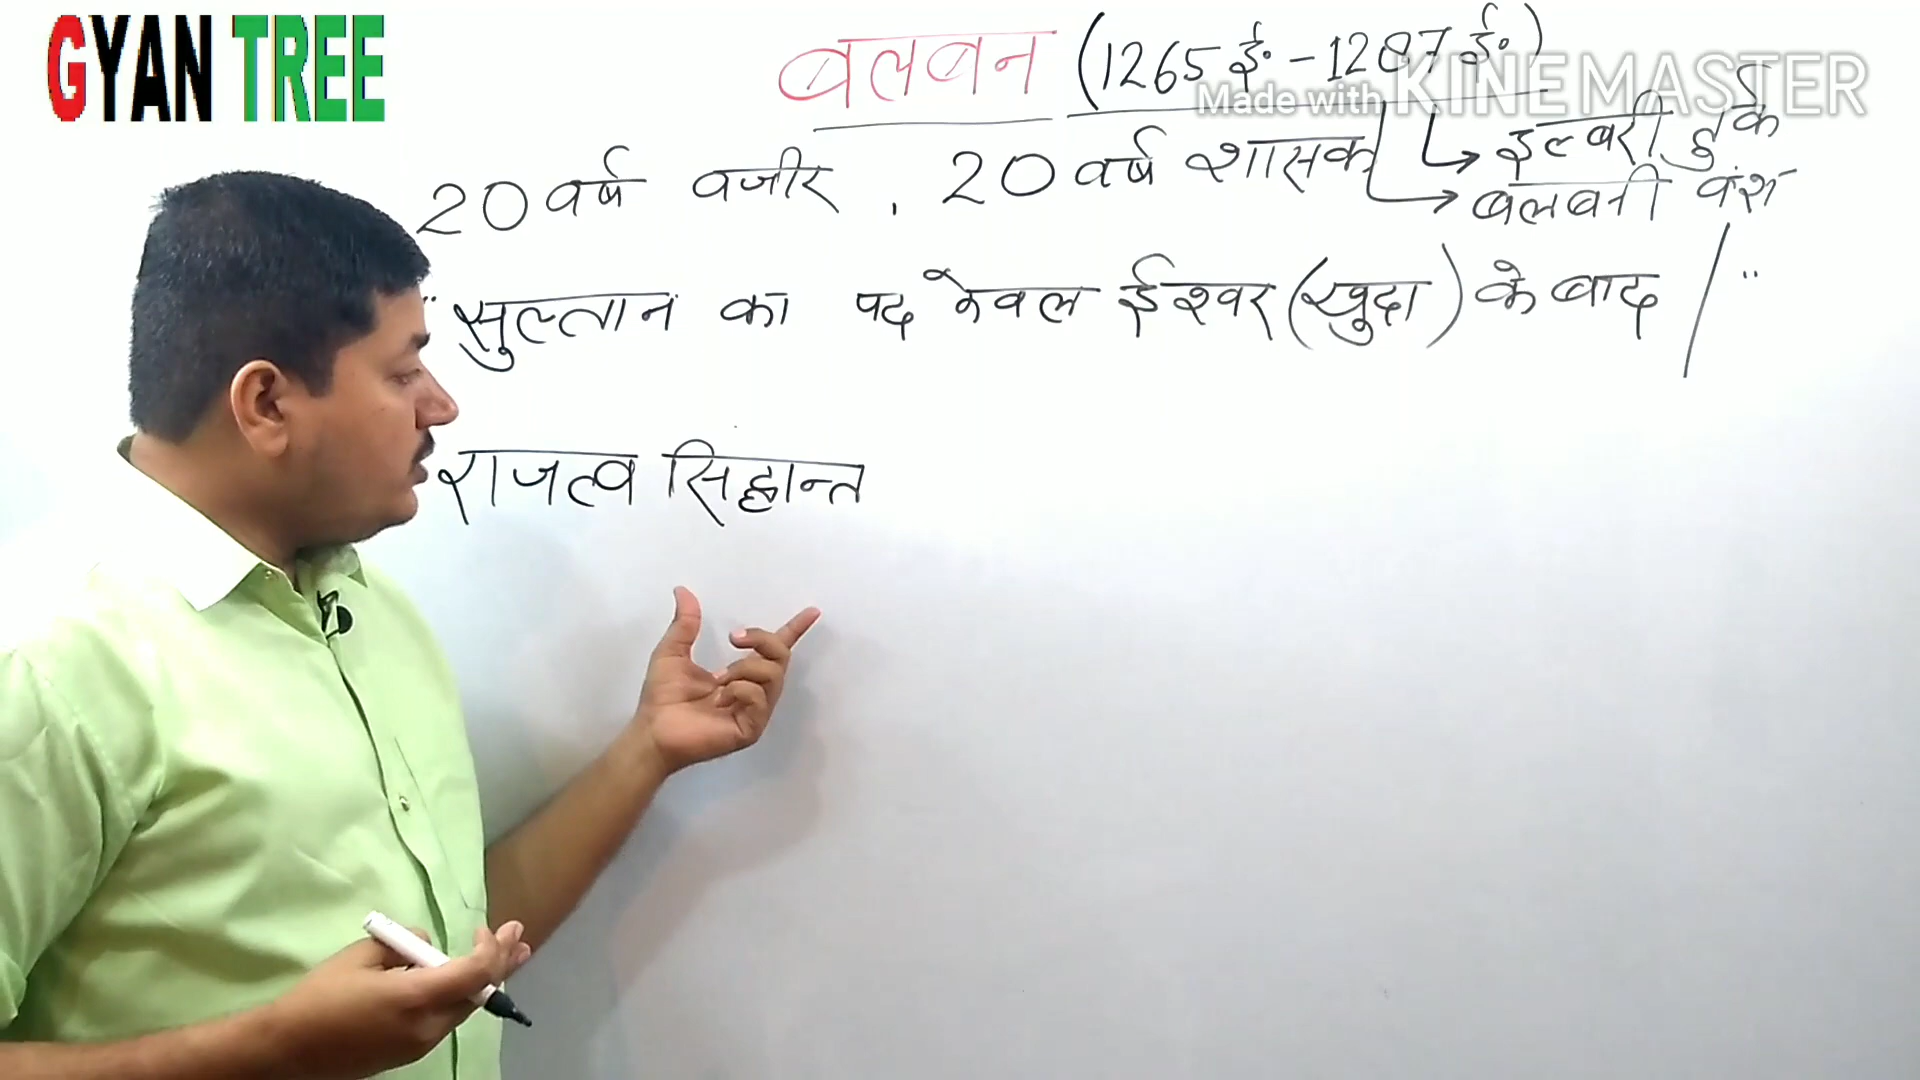 GYAN TREE
बलबन (1265 ई॰ - 1287 ई॰)
Made with KINEMASTER
इल्बरी तुर्क
20 वर्ष वजीर , 20 वर्ष शासक
बलबनी वंश
"सुल्तान का पद केवल ईश्वर (खुदा) के बाद /"
राजत्व सिद्धान्त